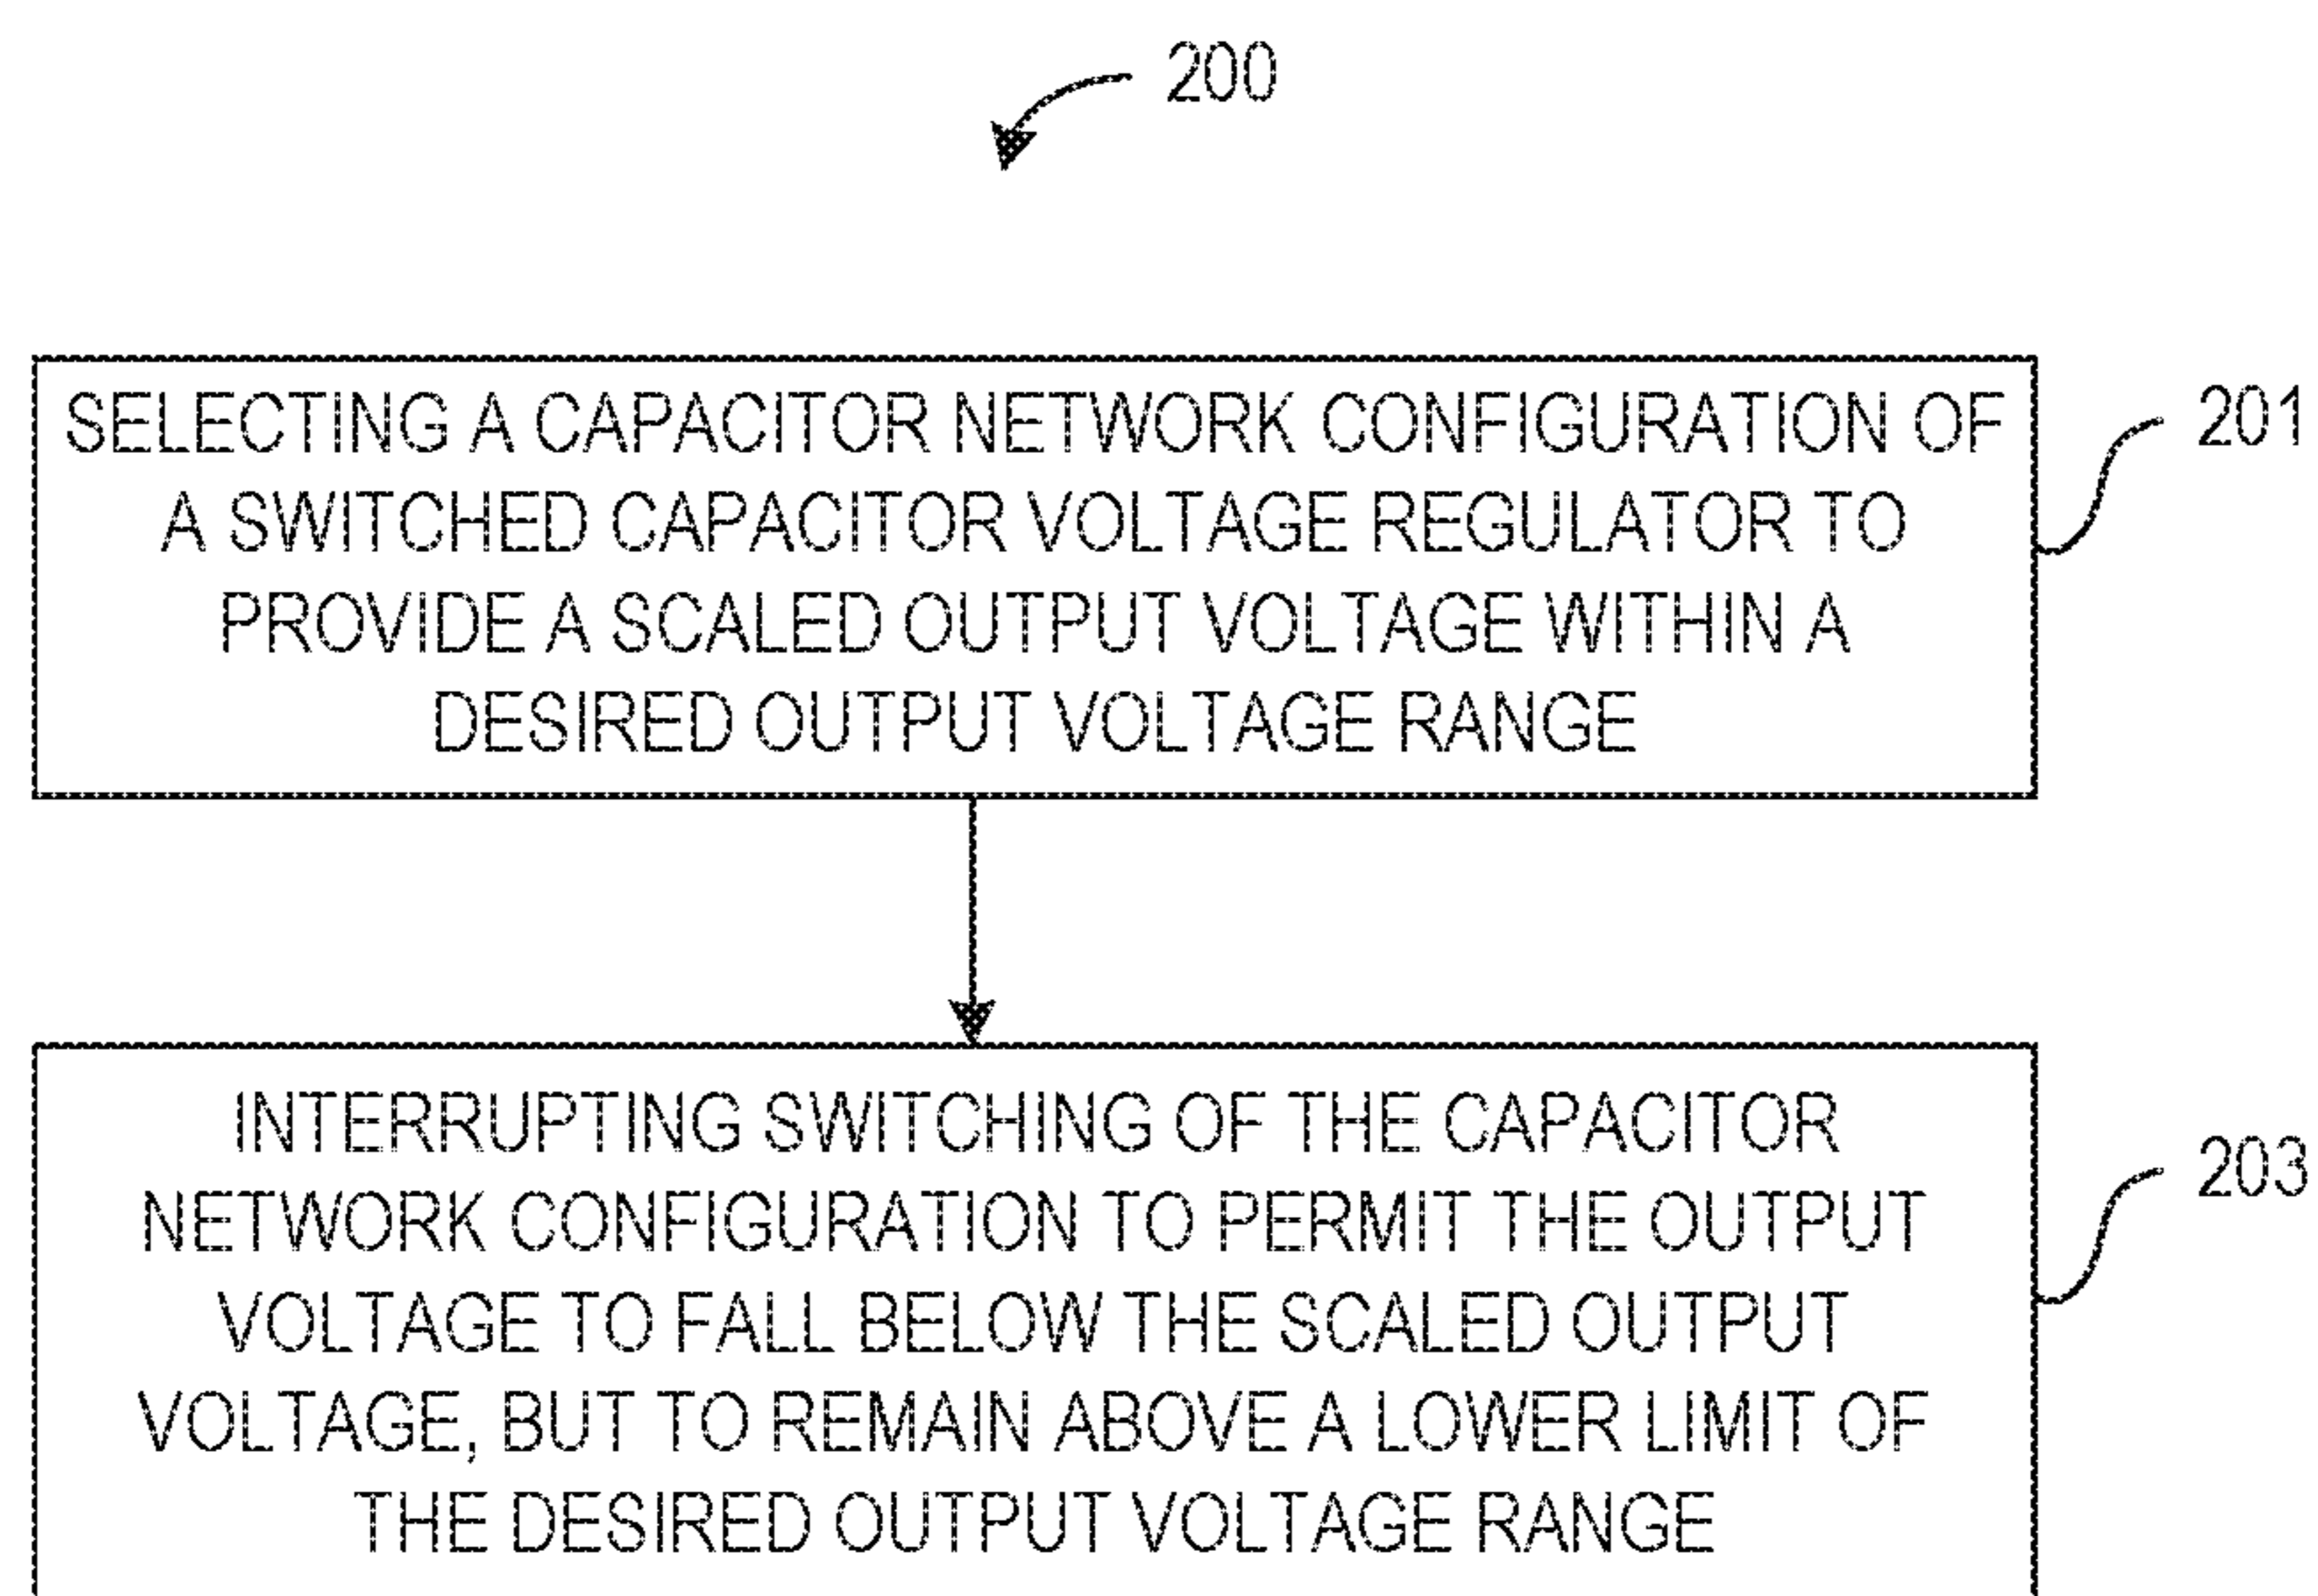 200
SELECTING A CAPACITOR NETWORK CONFIGURATION OF
A SWITCHED CAPACITOR VOLTAGE REGULATOR TO
PROVIDE A SCALED OUTPUT VOLTAGE WITHIN A
DESIRED OUTPUT VOLTAGE RANGE
201
INTERRUPTING SWITCHING OF THE CAPACITOR
NETWORK CONFIGURATION TO PERMIT THE OUTPUT
VOLTAGE TO FALL BELOW THE SCALED OUTPUT
VOLTAGE, BUT TO REMAIN ABOVE A LOWER LIMIT OF
THE DESIRED OUTPUT VOLTAGE RANGE
203